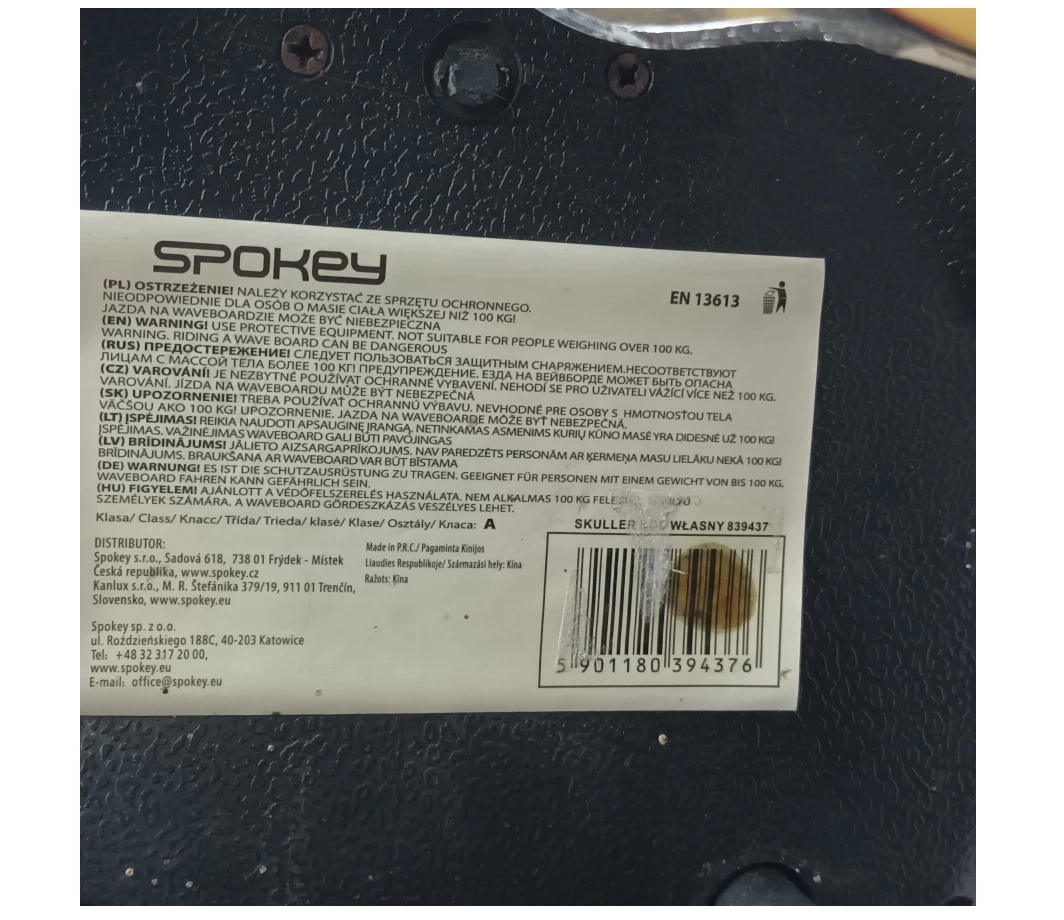 SPOKEY
EN 13613
(PL) OSTRZEŻENIE! NALEŻY KORZYSTAĆ ZE SPRZĘTU OCHRONNEGO.
NIEODPOWIEDNIE DLA OSÓB O MASIE CIAŁA WIĘKSZEJ NIŻ 100 KG!
JAZDA NA WAVEBOARDZIE MOŻE BYĆ NIEBEZPIECZNA
(EN) WARNING! USE PROTECTIVE EQUIPMENT. NOT SUITABLE FOR PEOPLE WEIGHING OVER 100 KG.
WARNING. RIDING A WAVE BOARD CAN BE DANGEROUS
(RUS) ПРЕДОСТЕРЕЖЕНИЕ! СЛЕДУЕТ ПОЛЬЗОВАТЬСЯ ЗАЩИТНЫМ СНАРЯЖЕНИЕМ.НЕСООТВЕТСТВУЮТ
ЛИЦАМ С МАССОЙ ТЕЛА БОЛЕЕ 100 КГ! ПРЕДУПРЕЖДЕНИЕ. ЕЗДА НА ВЕЙВБОРДЕ МОЖЕТ БЫТЬ ОПАСНА
(CZ) VAROVÁNÍ! JE NEZBYTNÉ POUŽÍVAT OCHRANNÉ VYBAVENÍ. NEHODÍ SE PRO UŽIVATELI VÁŽÍCÍ VÍCE NEŽ 100 KG.
VAROVÁNÍ. JÍZDA NA WAVEBOARDU MŮŽE BÝT NEBEZPEČNÁ
(SK) UPOZORNENIE! TREBA POUŽÍVAŤ OCHRANNÚ VÝBAVU. NEVHODNÉ PRE OSOBY S HMOTNOSŤOU TELA
VÄČŠOU AKO 100 KG! UPOZORNENIE. JAZDA NA WAVEBOARDE MÔŽE BYŤ NEBEZPEČNÁ.
(LT) ĮSPĖJIMAS! REIKIA NAUDOTI APSAUGINĘ ĮRANGĄ. NETINKAMAS ASMENIMS KURIŲ KŪNO MASĖ YRA DIDESNĖ UŽ 100 KG!
ĮSPĖJIMAS. VAŽINĖJIMAS WAVEBOARD GALI BŪTI PAVOJINGAS
(LV) BRĪDINĀJUMS! JĀLIETO AIZSARGAPRĪKOJUMS. NAV PAREDZĒTS PERSONĀM AR ĶERMEŅA MASU LIELĀKU NEKĀ 100 KG!
BRĪDINĀJUMS. BRAUKŠANA AR WAVEBOARD VAR BŪT BĪSTAMA
(DE) WARNUNG! ES IST DIE SCHUTZAUSRÜSTUNG ZU TRAGEN. GEEIGNET FÜR PERSONEN MIT EINEM GEWICHT VON BIS 100 KG.
WAVEBOARD FAHREN KANN GEFÄHRLICH SEIN.
(HU) FIGYELEM! AJÁNLOTT A VÉDŐFELSZERELÉS HASZNÁLATA. NEM ALKALMAS 100 KG
SZEMÉLYEK SZÁMÁRA. A WAVEBOARD GÖRDESZKÁZÁS VESZÉLYES LEHET.
Klasa/ Class/ Класс/ Třída/ Trieda/ klasė/ Klase/ Osztály/ Класа: A
DISTRIBUTOR:
Spokey s.r.o., Sadová 618, 738 01 Frýdek - Místek
Česká republika, www.spokey.cz
Kanlux s.r.o., M. R. Štefánika 379/19, 911 01 Trenčín,
Slovensko, www.spokey.eu
Spokey sp. z o.o.
ul. Roździeńskiego 188C, 40-203 Katowice
Tel: +48 32 317 20 00,
www.spokey.eu
E-mail: office@spokey.eu
Made in P.R.C./ Pagaminta Kinijos
Liaudies Respublikoje/ Származási hely: Kína
Ražots: Ķīna
SKULLER KOD WŁASNY 839437
5 901180 394376